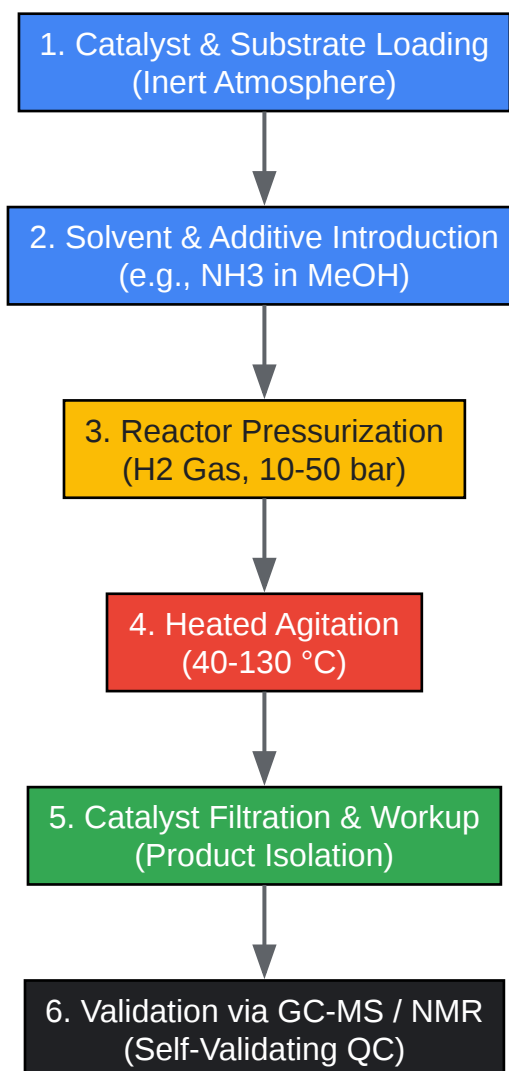 1. Catalyst & Substrate Loading
(Inert Atmosphere)
2. Solvent & Additive Introduction
(e.g., NH3 in MeOH)
3. Reactor Pressurization
(H2 Gas, 10-50 bar)
4. Heated Agitation
(40-130 °C)
5. Catalyst Filtration & Workup
(Product Isolation)
6. Validation via GC-MS / NMR
(Self-Validating QC)